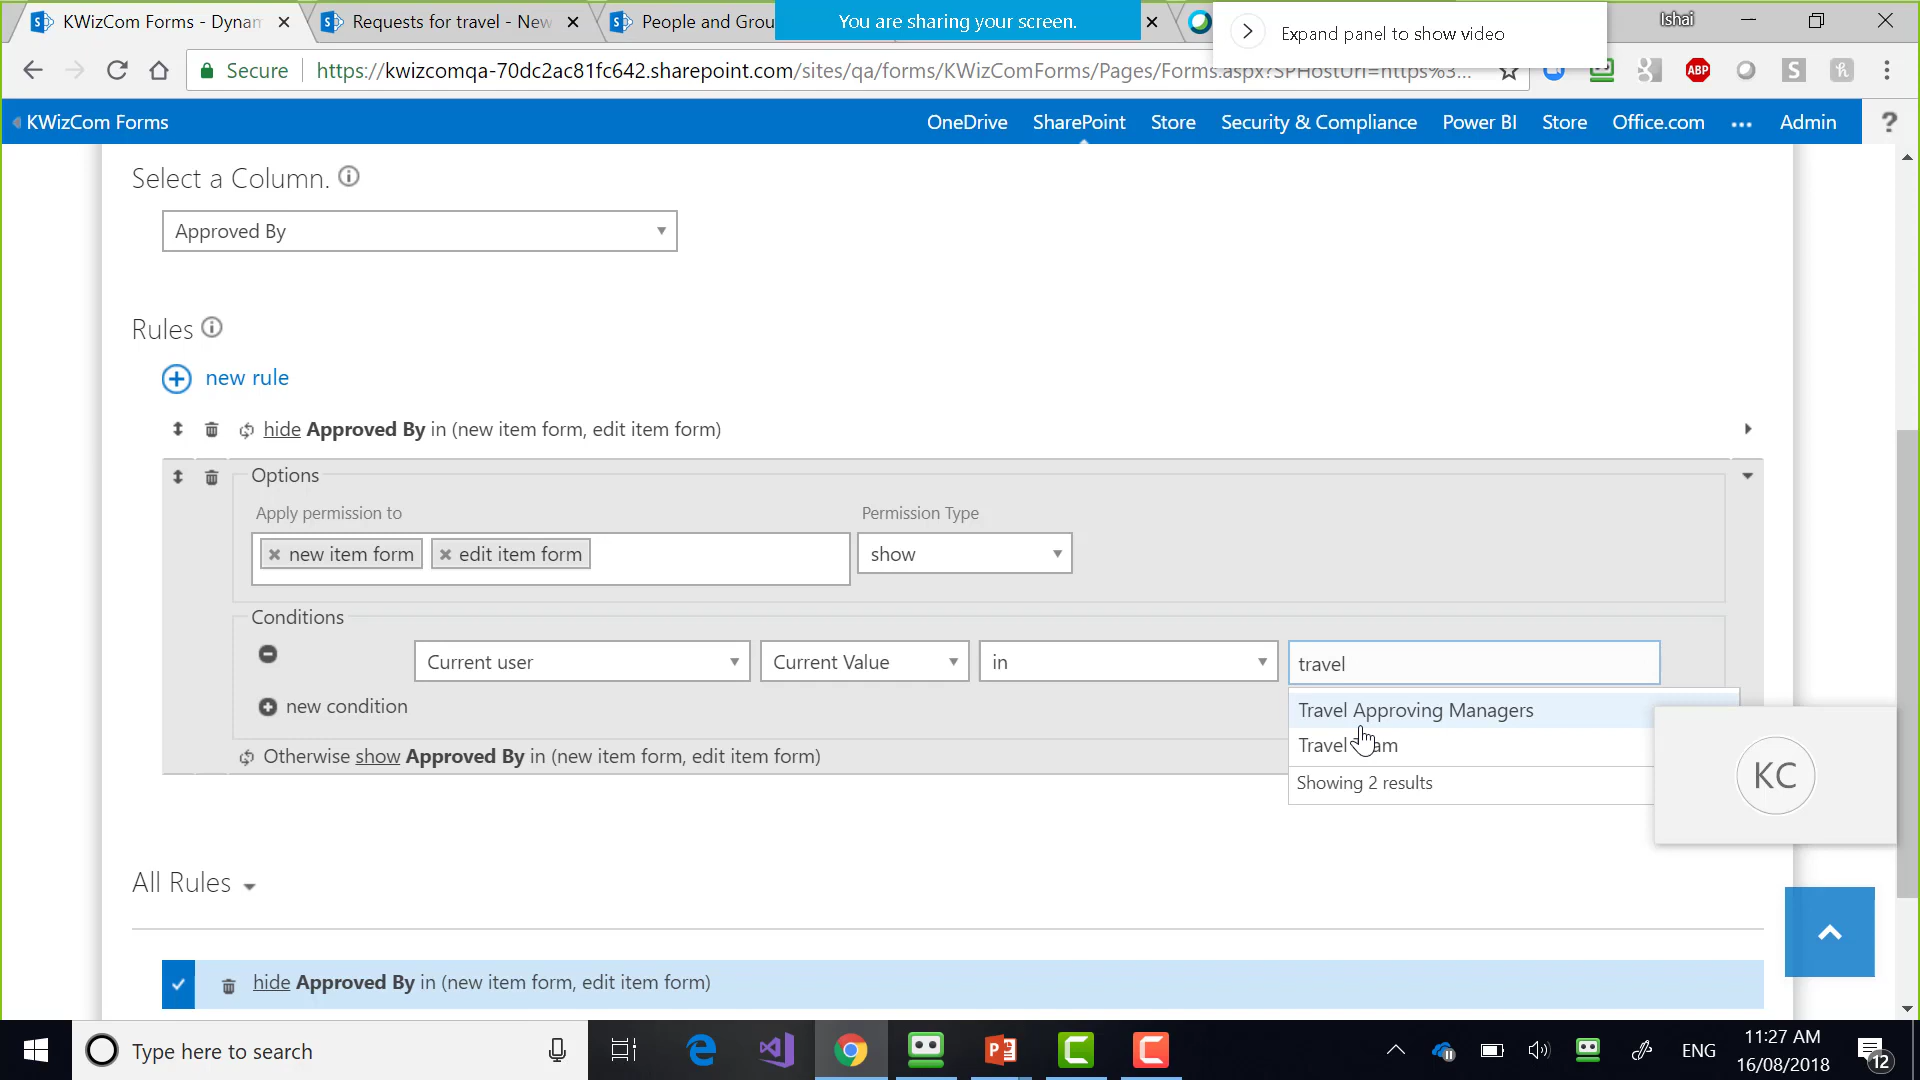 KWizCom Forms - Dynam
Requests for travel - New
People and Grou
You are sharing your screen.
Expand panel to show video
Ishai
Secure
https://kwizcomqa-70dc2ac81fc642.sharepoint.com/sites/qa/forms/KWizComForms/Pages/Forms.aspx?SPHostUrl=https%3...
ABP
KWizCom Forms
OneDrive
SharePoint
Store
Security & Compliance
Power BI
Store
Office.com
...
Admin
?
Select a Column.
Approved By
Rules
new rule
hide Approved By in (new item form, edit item form)
Options
Apply permission to
Permission Type
new item form
edit item form
show
Conditions
Current user
Current Value
in
travel
new condition
Travel Approving Managers
Travel
Showing 2 results
Otherwise show Approved By in (new item form, edit item form)
KC
All Rules
hide Approved By in (new item form, edit item form)
Type here to search
ENG
11:27 AM
16/08/2018
12